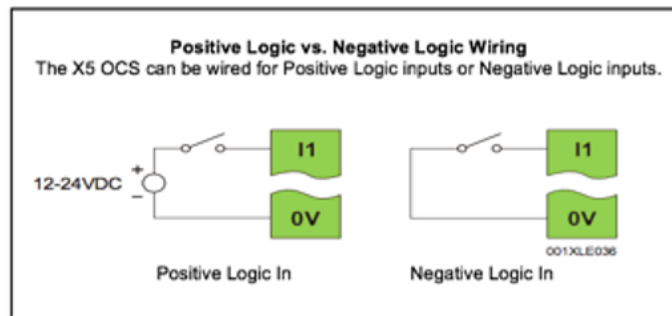 Positive Logic vs. Negative Logic Wiring
The X5 OCS can be wired for Positive Logic inputs or Negative Logic inputs.
I1
I1
+
12-24VDC
−
0V
0V
001XLE036
Positive Logic In
Negative Logic In